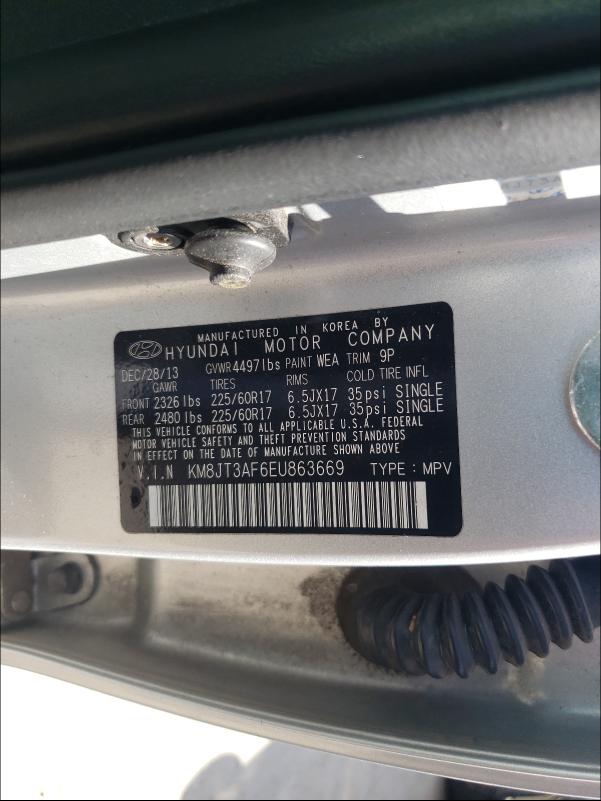 MANUFACTURED IN KOREA BY
HYUNDAI MOTOR COMPANY
DEC/28/13 GVWR 4497lbs PAINT WEA TRIM 9P
GAWR TIRES RIMS COLD TIRE INFL
FRONT 2326 lbs 225/60R17 6.5JX17 35psi SINGLE
REAR 2480 lbs 225/60R17 6.5JX17 35psi SINGLE
THIS VEHICLE CONFORMS TO ALL APPLICABLE U.S.A. FEDERAL
MOTOR VEHICLE SAFETY AND THEFT PREVENTION STANDARDS
IN EFFECT ON THE DATE OF MANUFACTURE SHOWN ABOVE.
V.I.N KM8JT3AF6EU863669 TYPE : MPV